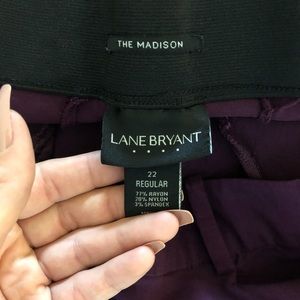 THE MADISON
LANE BRYANT
22
REGULAR
77% RAYON
20% NYLON
3% SPANDEX